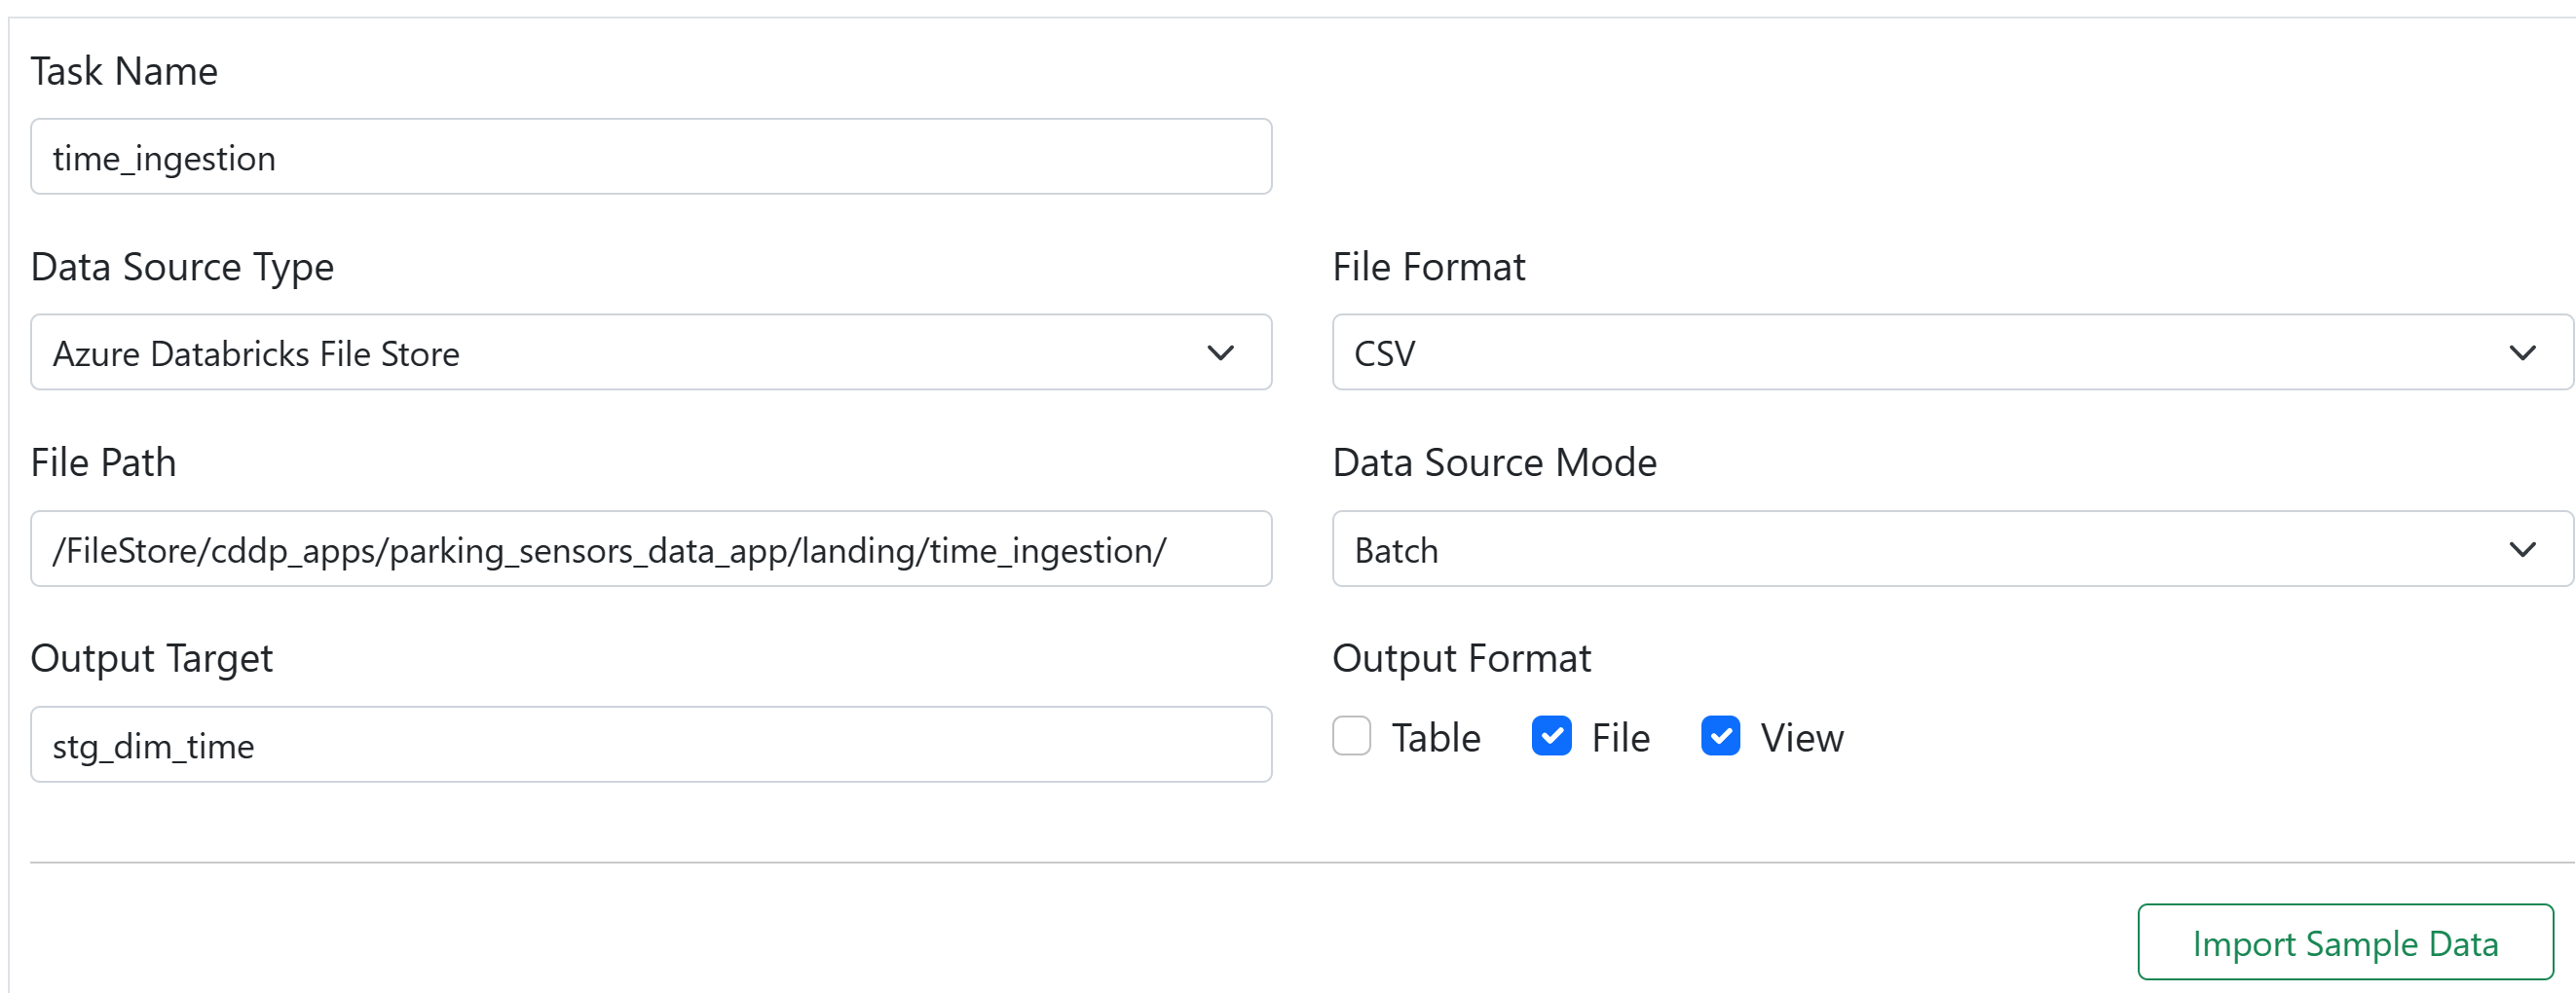 Task Name
time_ingestion
Data Source Type
File Format
Azure Databricks File Store
CSV
File Path
Data Source Mode
/FileStore/cddp_apps/parking_sensors_data_app/landing/time_ingestion/
Batch
Output Target
Output Format
stg_dim_time
Table File View
Import Sample Data